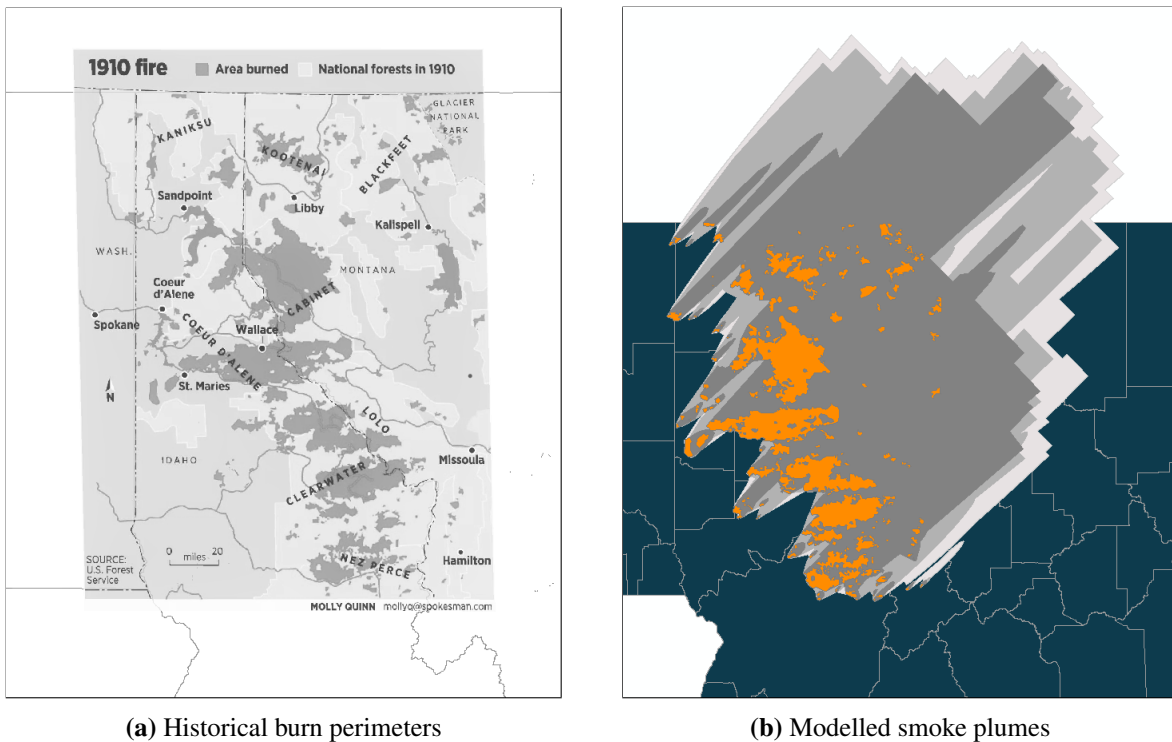 1910 fire
Area burned
National forests in 1910
GLACIER
NATIONAL
PARK
KANIKSU
KOOTENAI
BLACKFEET
Sandpoint
Libby
Kalispell
WASH.
MONTANA
Coeur
d'Alene
CABINET
Spokane
Wallace
COEUR D'ALENE
St. Maries
N
LOLO
IDAHO
Missoula
CLEARWATER
SOURCE:
U.S. Forest
Service
0 miles 20
NEZ PERCE
Hamilton
MOLLY QUINN mollyq@spokesman.com
(a) Historical burn perimeters
(b) Modelled smoke plumes